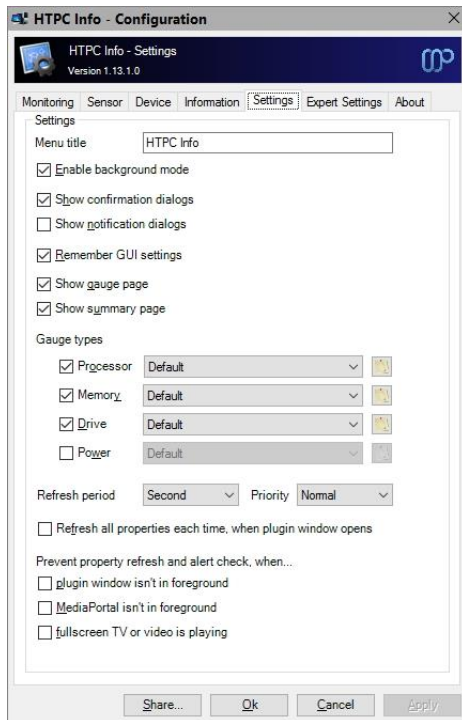 HTPC Info - Configuration
HTPC Info - Settings
Version 1.13.1.0
Monitoring Sensor Device Information Settings Expert Settings About
Settings
Menu title HTPC Info
Enable background mode
Show confirmation dialogs
Show notification dialogs
Remember GUI settings
Show gauge page
Show summary page
Gauge types
Processor Default
Memory Default
Drive Default
Power Default
Refresh period Second Priority Normal
Refresh all properties each time, when plugin window opens
Prevent property refresh and alert check, when...
plugin window isn't in foreground
MediaPortal isn't in foreground
fullscreen TV or video is playing
Share... Ok Cancel Apply